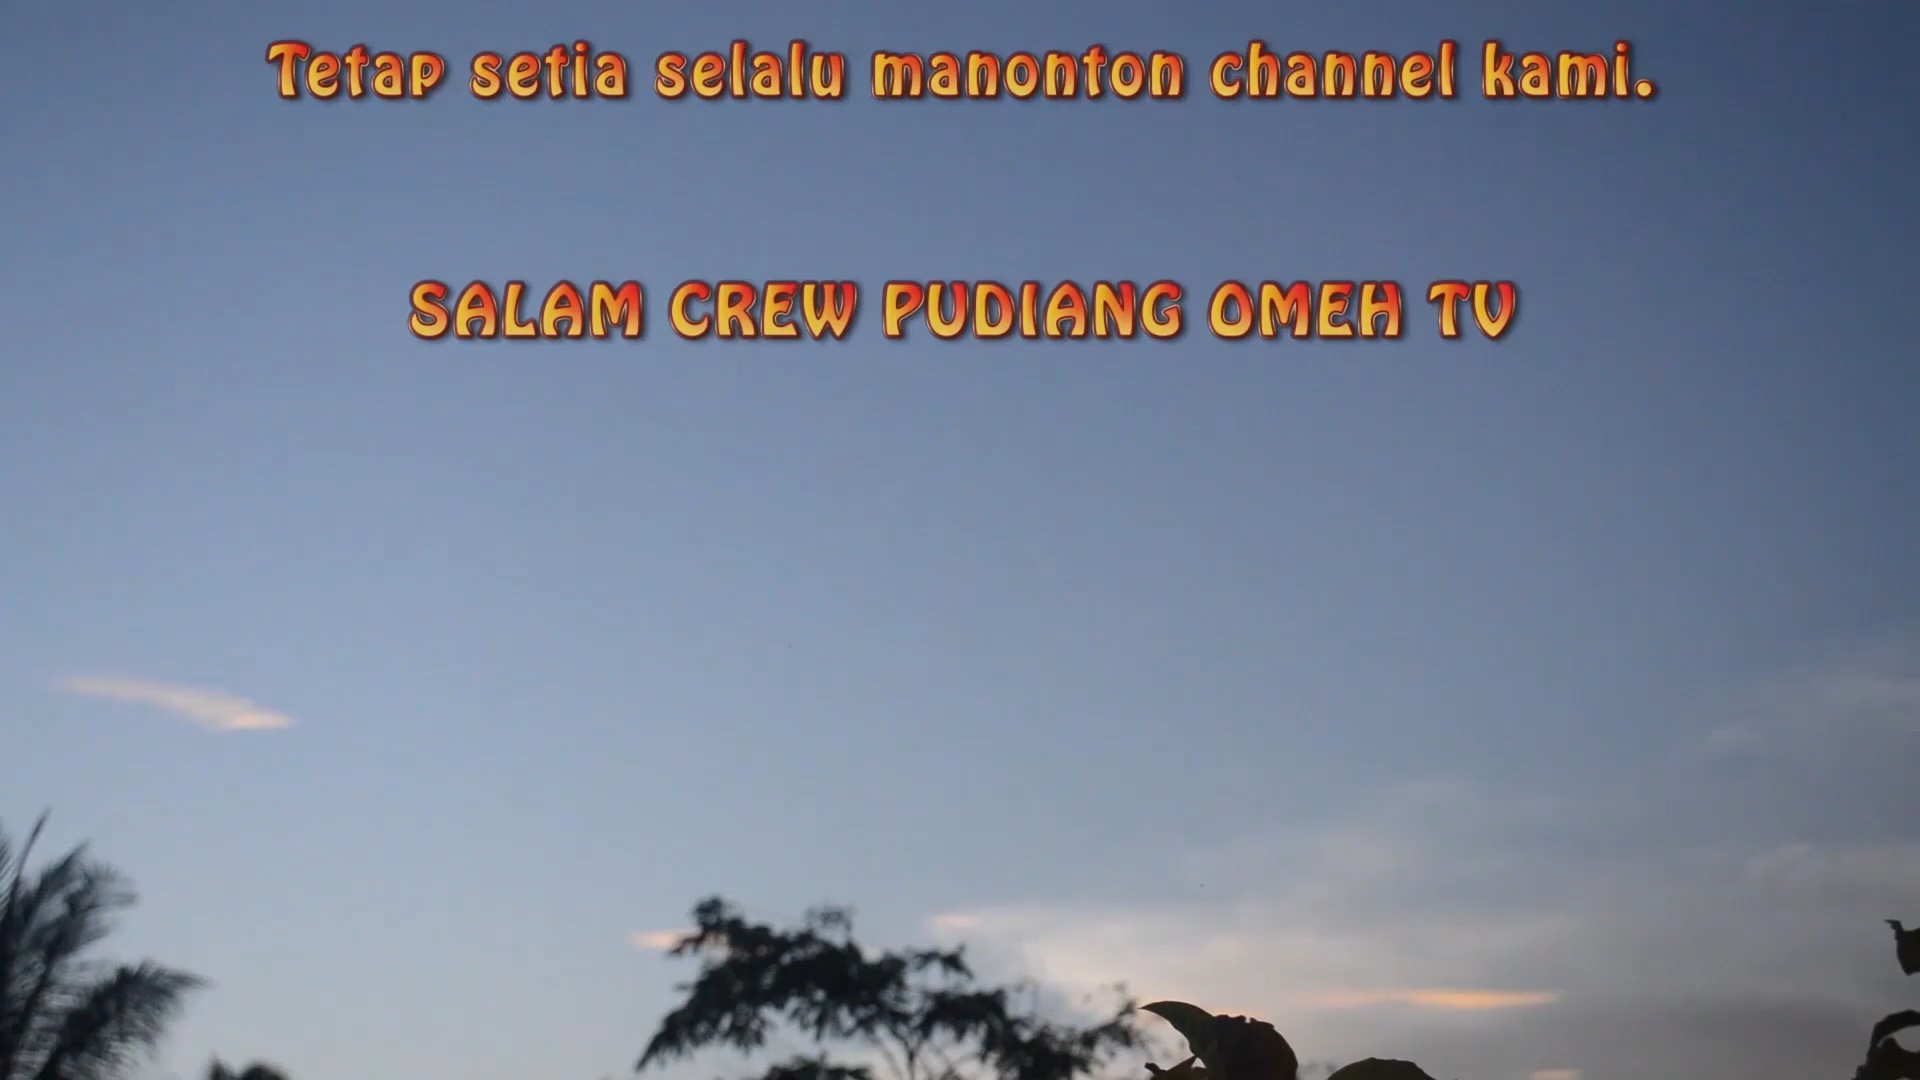 Tetap setia selalu manonton channel kami.
SALAM CREW PUDIANG OMEH TV